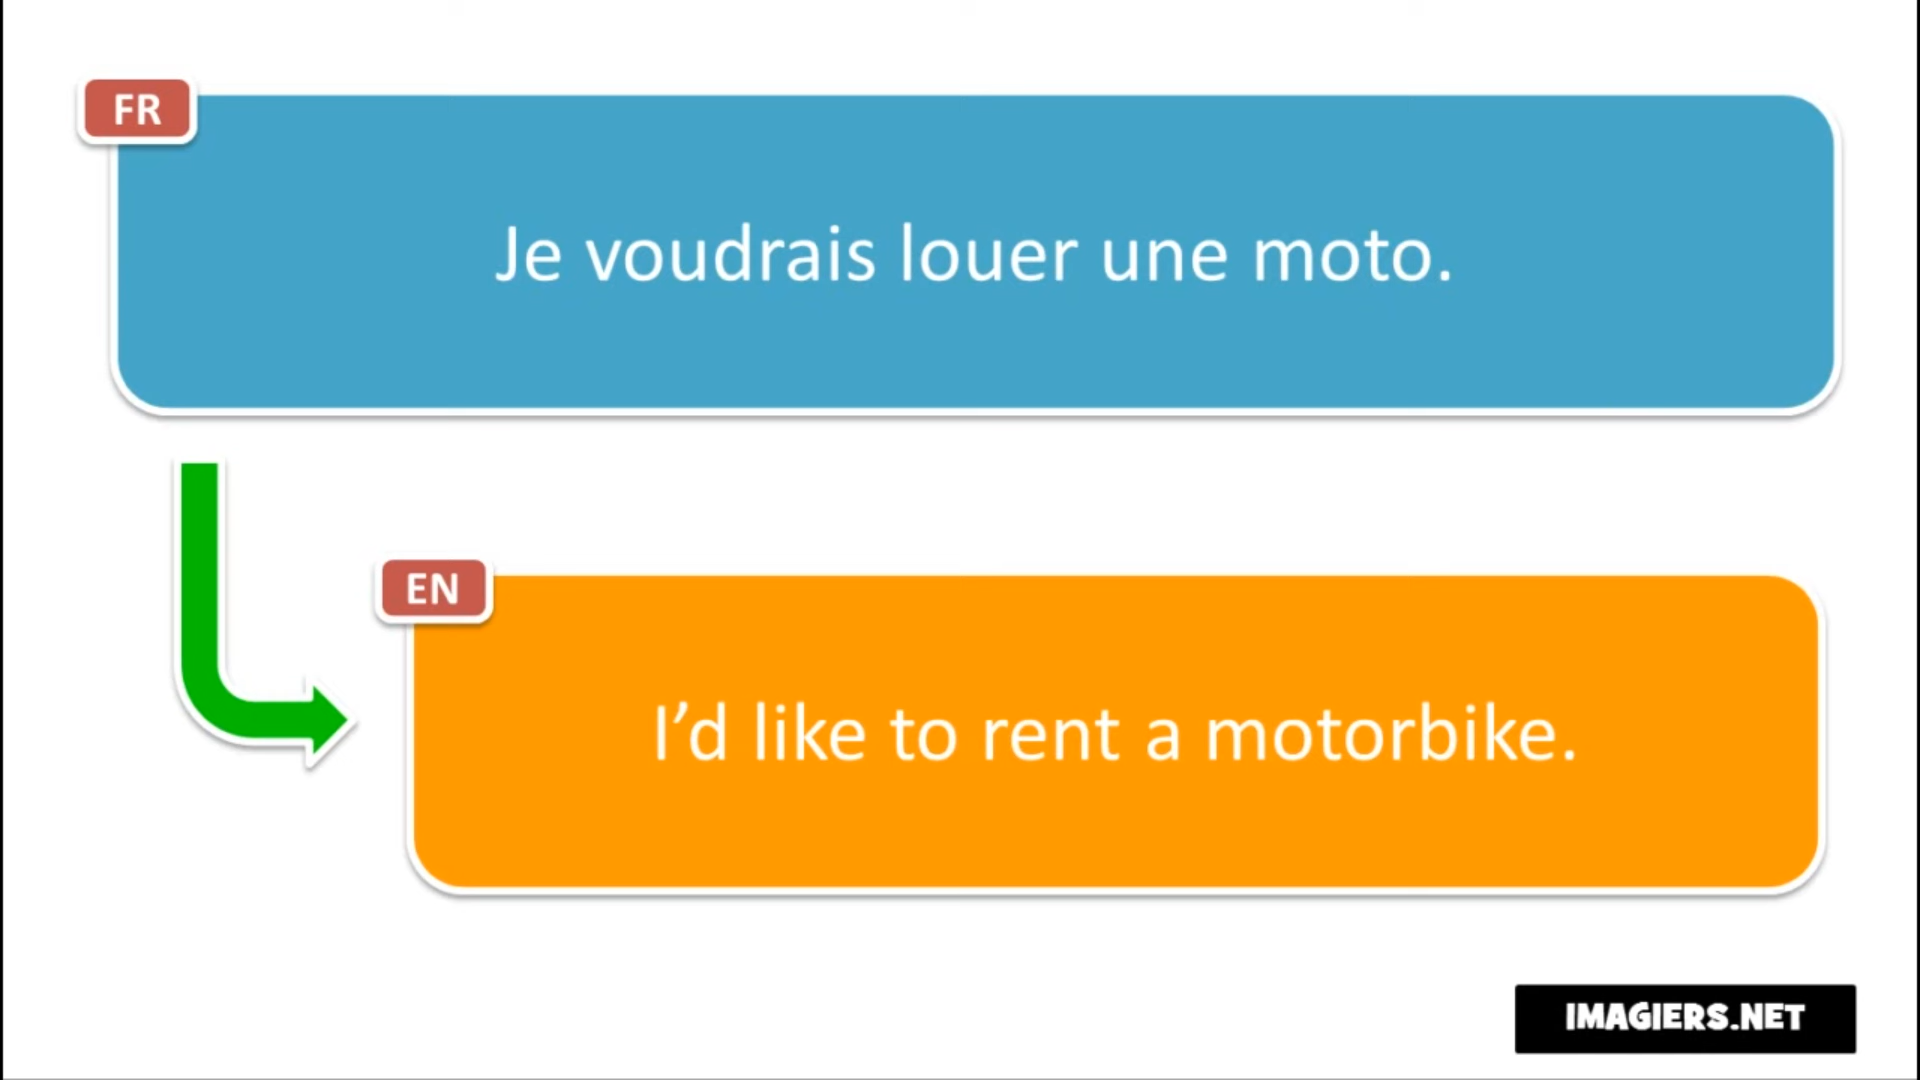 FR
Je voudrais louer une moto.
EN
I’d like to rent a motorbike.
IMAGIERS.NET